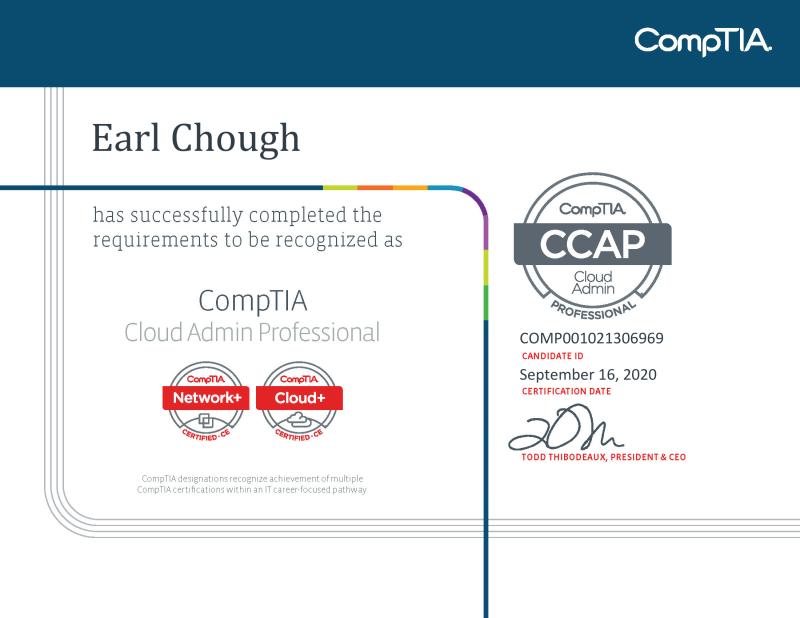 CompTIA.
Earl Chough
has successfully completed the
requirements to be recognized as
CompTIA
Cloud Admin Professional
CompTIA.
Network+
CERTIFIED-CE
CompTIA.
Cloud+
CERTIFIED-CE
CompTIA designations recognize achievement of multiple
CompTIA certifications within an IT career-focused pathway
CompTIA.
CCAP
Cloud
Admin
PROFESSIONAL
COMP001021306969
CANDIDATE ID
September 16, 2020
CERTIFICATION DATE
TODD THIBODEAUX, PRESIDENT & CEO